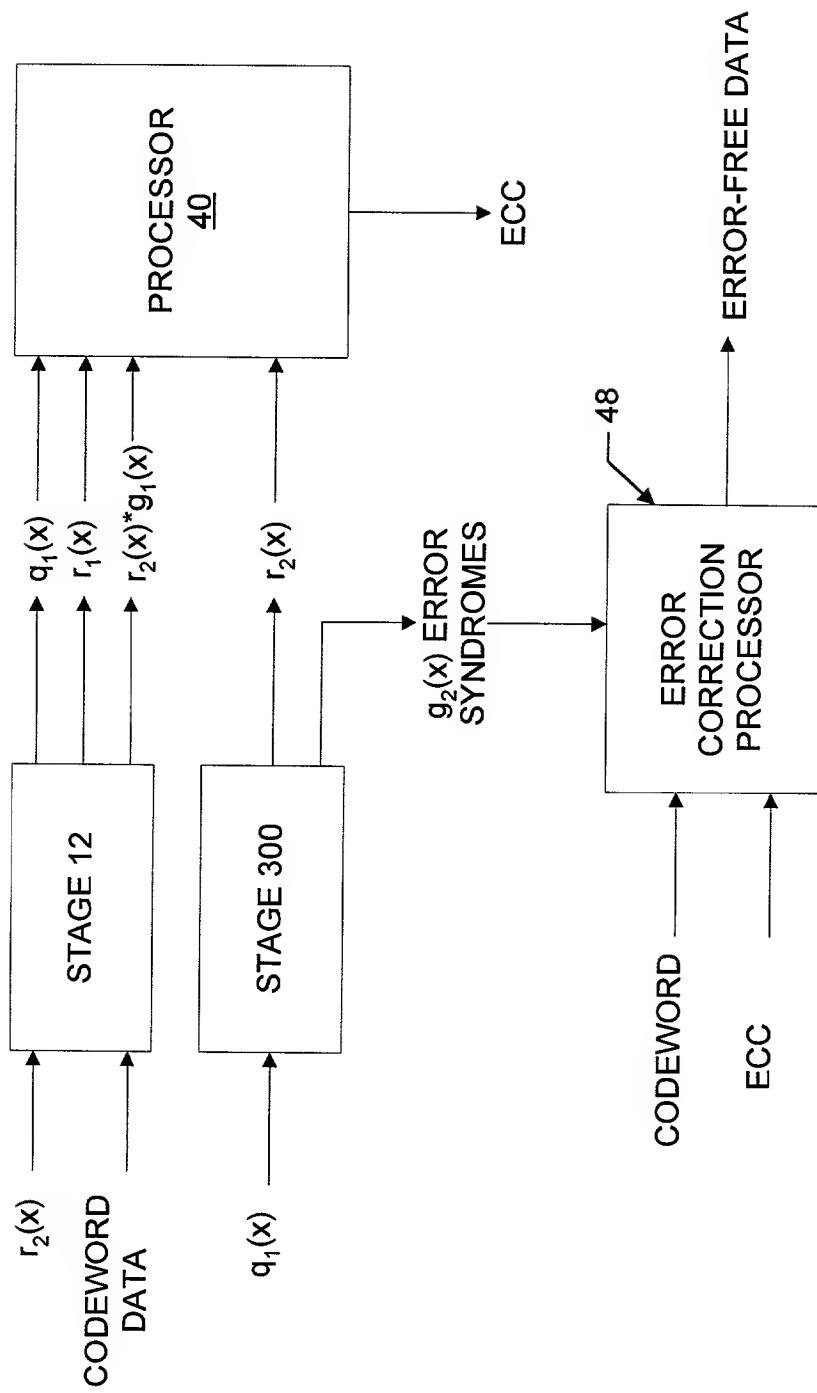 r₂(x)
CODEWORD
DATA
STAGE 12
q₁(x)
r₁(x)
r₂(x)*g₁(x)
PROCESSOR
40
ECC
q₁(x)
STAGE 300
r₂(x)
g₂(x) ERROR
SYNDROMES
CODEWORD
ECC
ERROR
CORRECTION
PROCESSOR
48
ERROR-FREE DATA